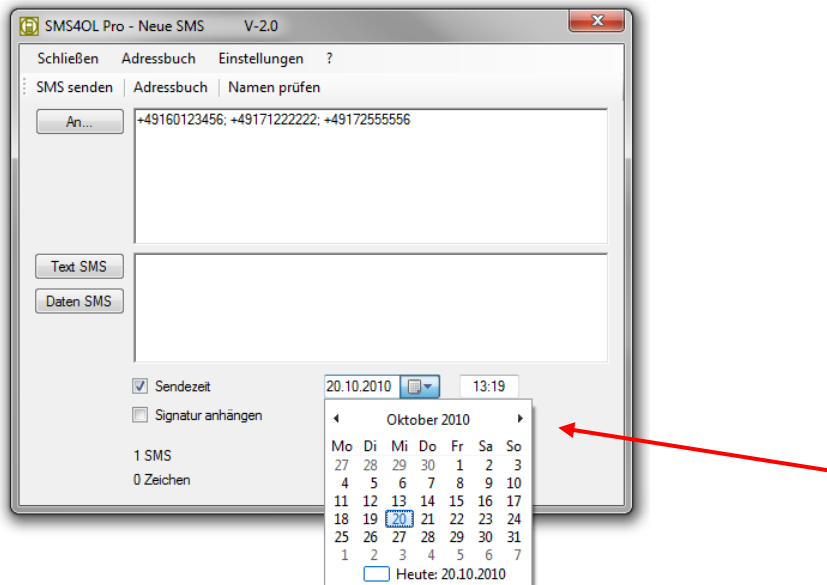 SMS4OL Pro - Neue SMS V-2.0
Schließen Adressbuch Einstellungen ?
SMS senden Adressbuch Namen prüfen
An... +49160123456; +49171222222; +49172555556
Text SMS
Daten SMS
Sendezeit 20.10.2010 13:19
Signatur anhängen
Oktober 2010
1 SMS
0 Zeichen
Mo Di Mi Do Fr Sa So
27 28 29 30 1 2 3
4 5 6 7 8 9 10
11 12 13 14 15 16 17
18 19 20 21 22 23 24
25 26 27 28 29 30 31
1 2 3 4 5 6 7
Heute: 20.10.2010